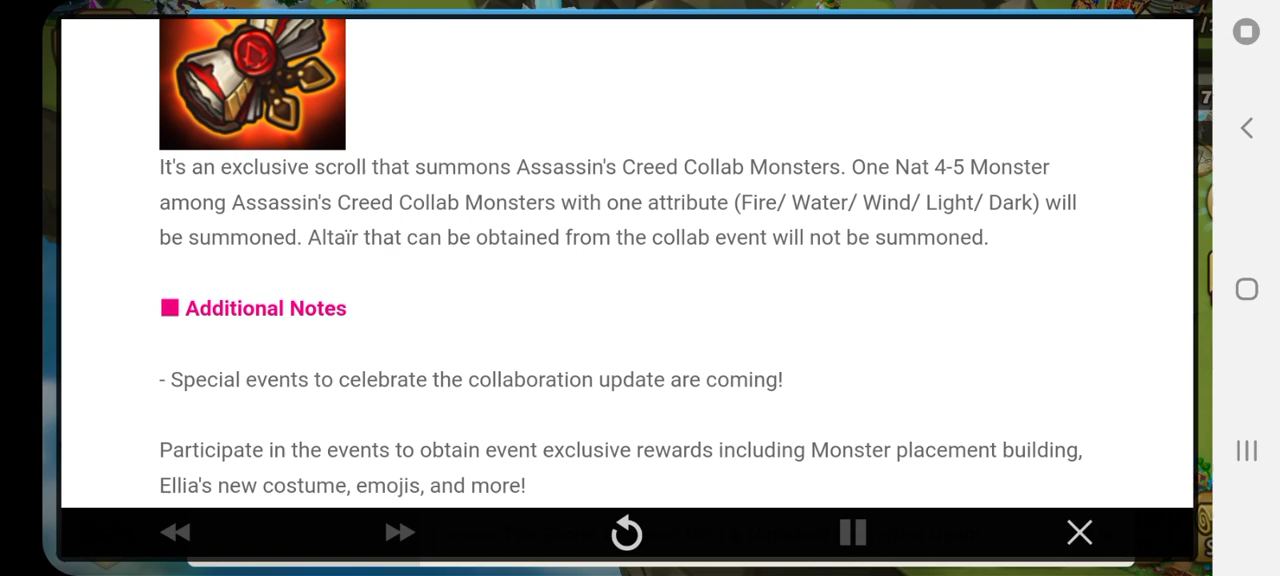 It's an exclusive scroll that summons Assassin's Creed Collab Monsters. One Nat 4-5 Monster
among Assassin's Creed Collab Monsters with one attribute (Fire/ Water/ Wind/ Light/ Dark) will
be summoned. Altaïr that can be obtained from the collab event will not be summoned.
■ Additional Notes
- Special events to celebrate the collaboration update are coming!
Participate in the events to obtain event exclusive rewards including Monster placement building,
Ellia's new costume, emojis, and more!